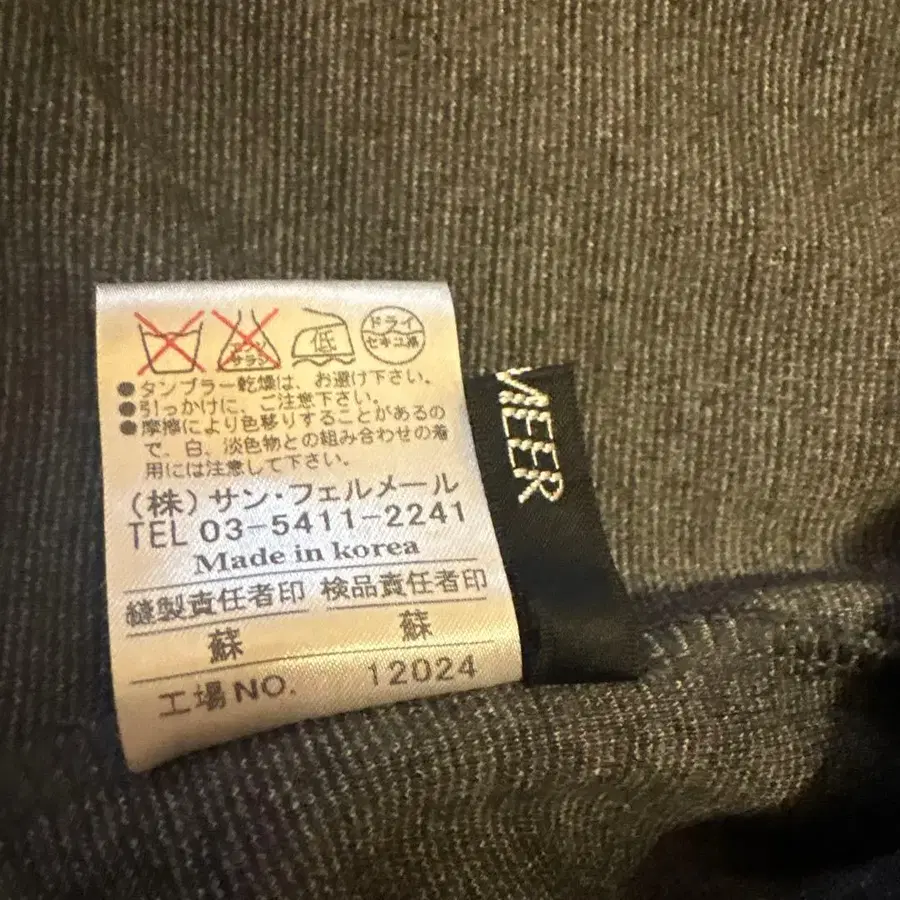 低
ドライ
セキユ系
●タンブラー乾燥は、お避け下さい。
●引っかけに、ご注意下さい。
●摩擦により色移りすることがあるの
で、白、淡色物との組み合わせの着
用には注意して下さい。
(株)サン・フェルメール
TEL 03-5411-2241
Made in korea
縫製責任者印 検品責任者印
蘇 蘇
工場NO. 12024
MEER